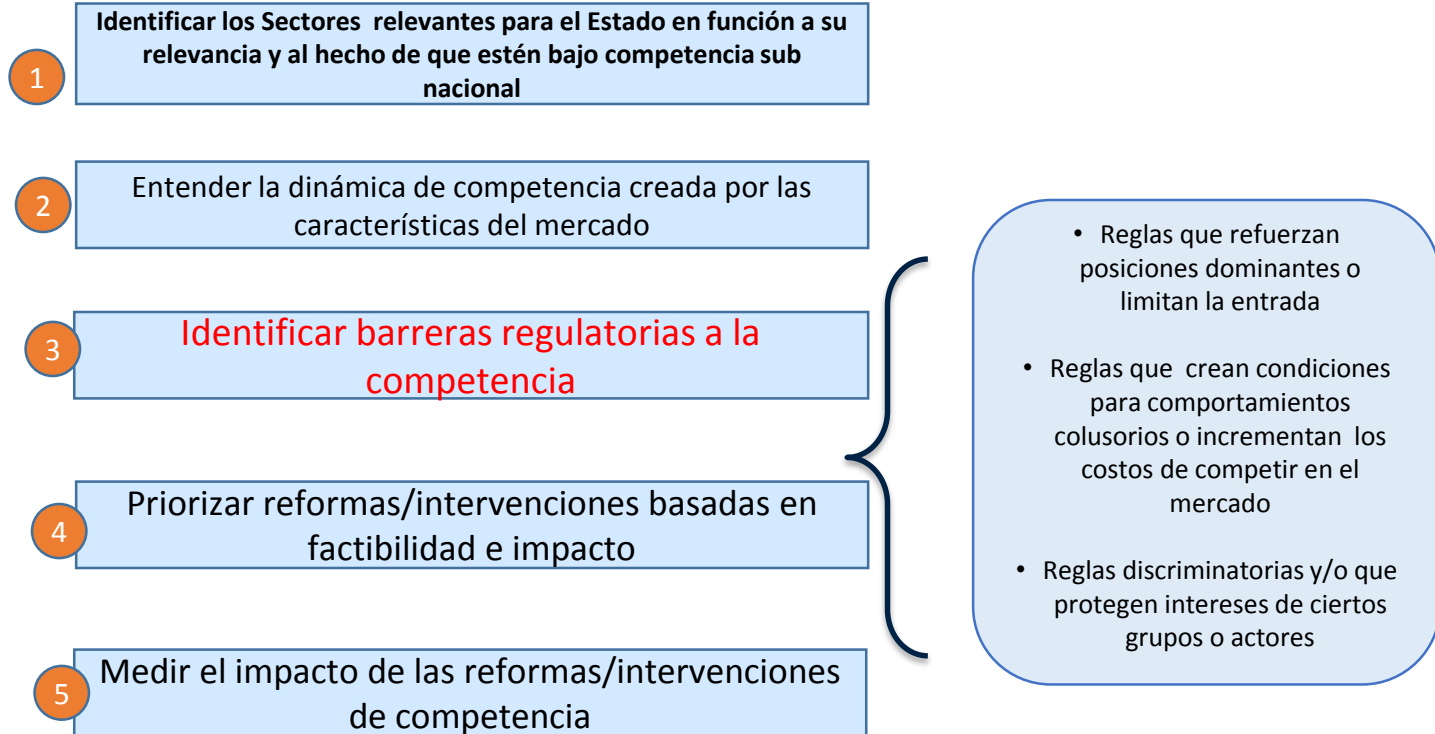 1
Identificar los Sectores relevantes para el Estado en función a su
relevancia y al hecho de que estén bajo competencia sub
nacional
2
Entender la dinámica de competencia creada por las
características del mercado
3
Identificar barreras regulatorias a la
competencia
4
Priorizar reformas/intervenciones basadas en
factibilidad e impacto
5
Medir el impacto de las reformas/intervenciones
de competencia
• Reglas que refuerzan
posiciones dominantes o
limitan la entrada
• Reglas que crean condiciones
para comportamientos
colusorios o incrementan los
costos de competir en el
mercado
• Reglas discriminatorias y/o que
protegen intereses de ciertos
grupos o actores